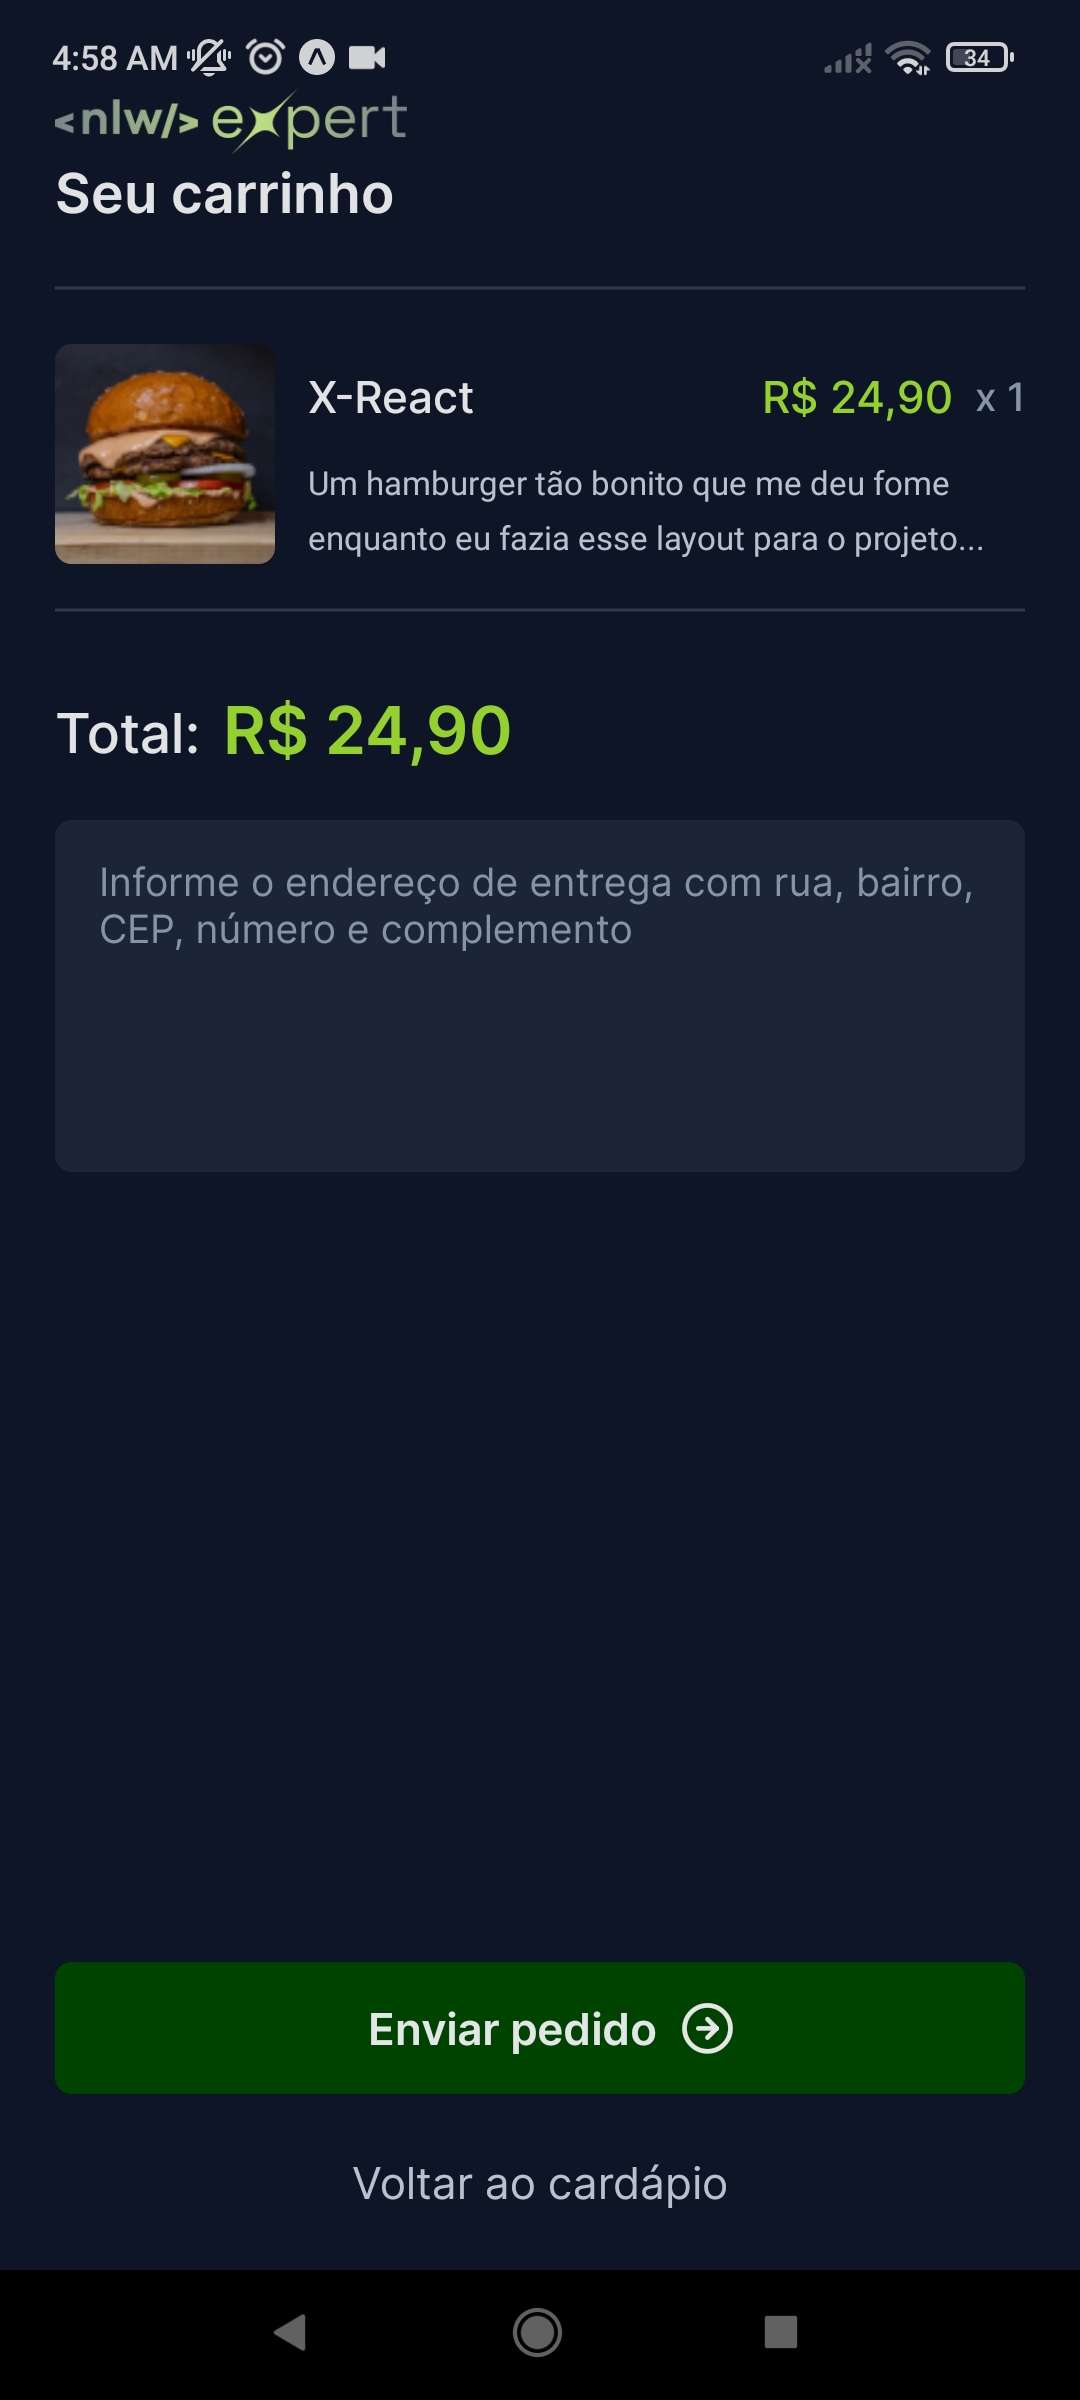 4:58 AM
34
<nlw/> expert
Seu carrinho
X-React
R$ 24,90 x 1
Um hamburger tão bonito que me deu fome
enquanto eu fazia esse layout para o projeto...
Total: R$ 24,90
Informe o endereço de entrega com rua, bairro,
CEP, número e complemento
Enviar pedido
Voltar ao cardápio